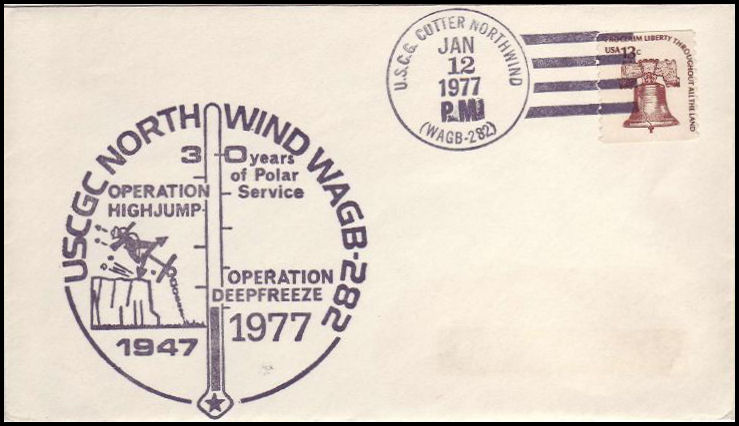 USCGC NORTHWIND WAGB-282
30 years
of Polar
Service
OPERATION
HIGHJUMP
OPERATION
DEEPFREEZE
1947
1977
U.S.C.G. CUTTER NORTHWIND
JAN
12
1977
P.M
(WAGB-282)
PROCLAIM LIBERTY THROUGHOUT ALL THE LAND
USA 13c